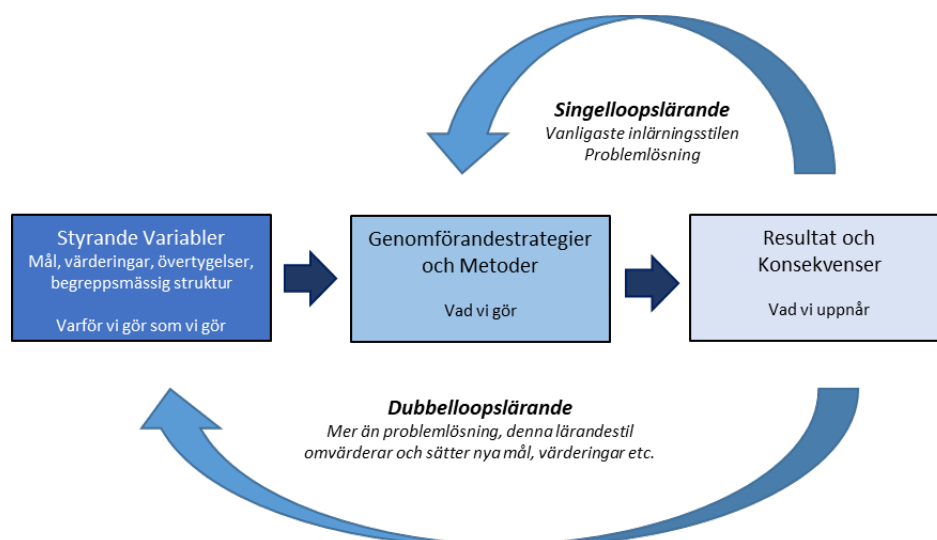 Singelloopslärande
Vanligaste inlärningsstilen
Problemlösning
Styrande Variabler
Mål, värderingar, övertygelser,
begreppsmässig struktur
Varför vi gör som vi gör
Genomförandestrategier
och Metoder
Vad vi gör
Resultat och
Konsekvenser
Vad vi uppnår
Dubbelloopslärande
Mer än problemlösning, denna lärandestil
omvärderar och sätter nya mål, värderingar etc.